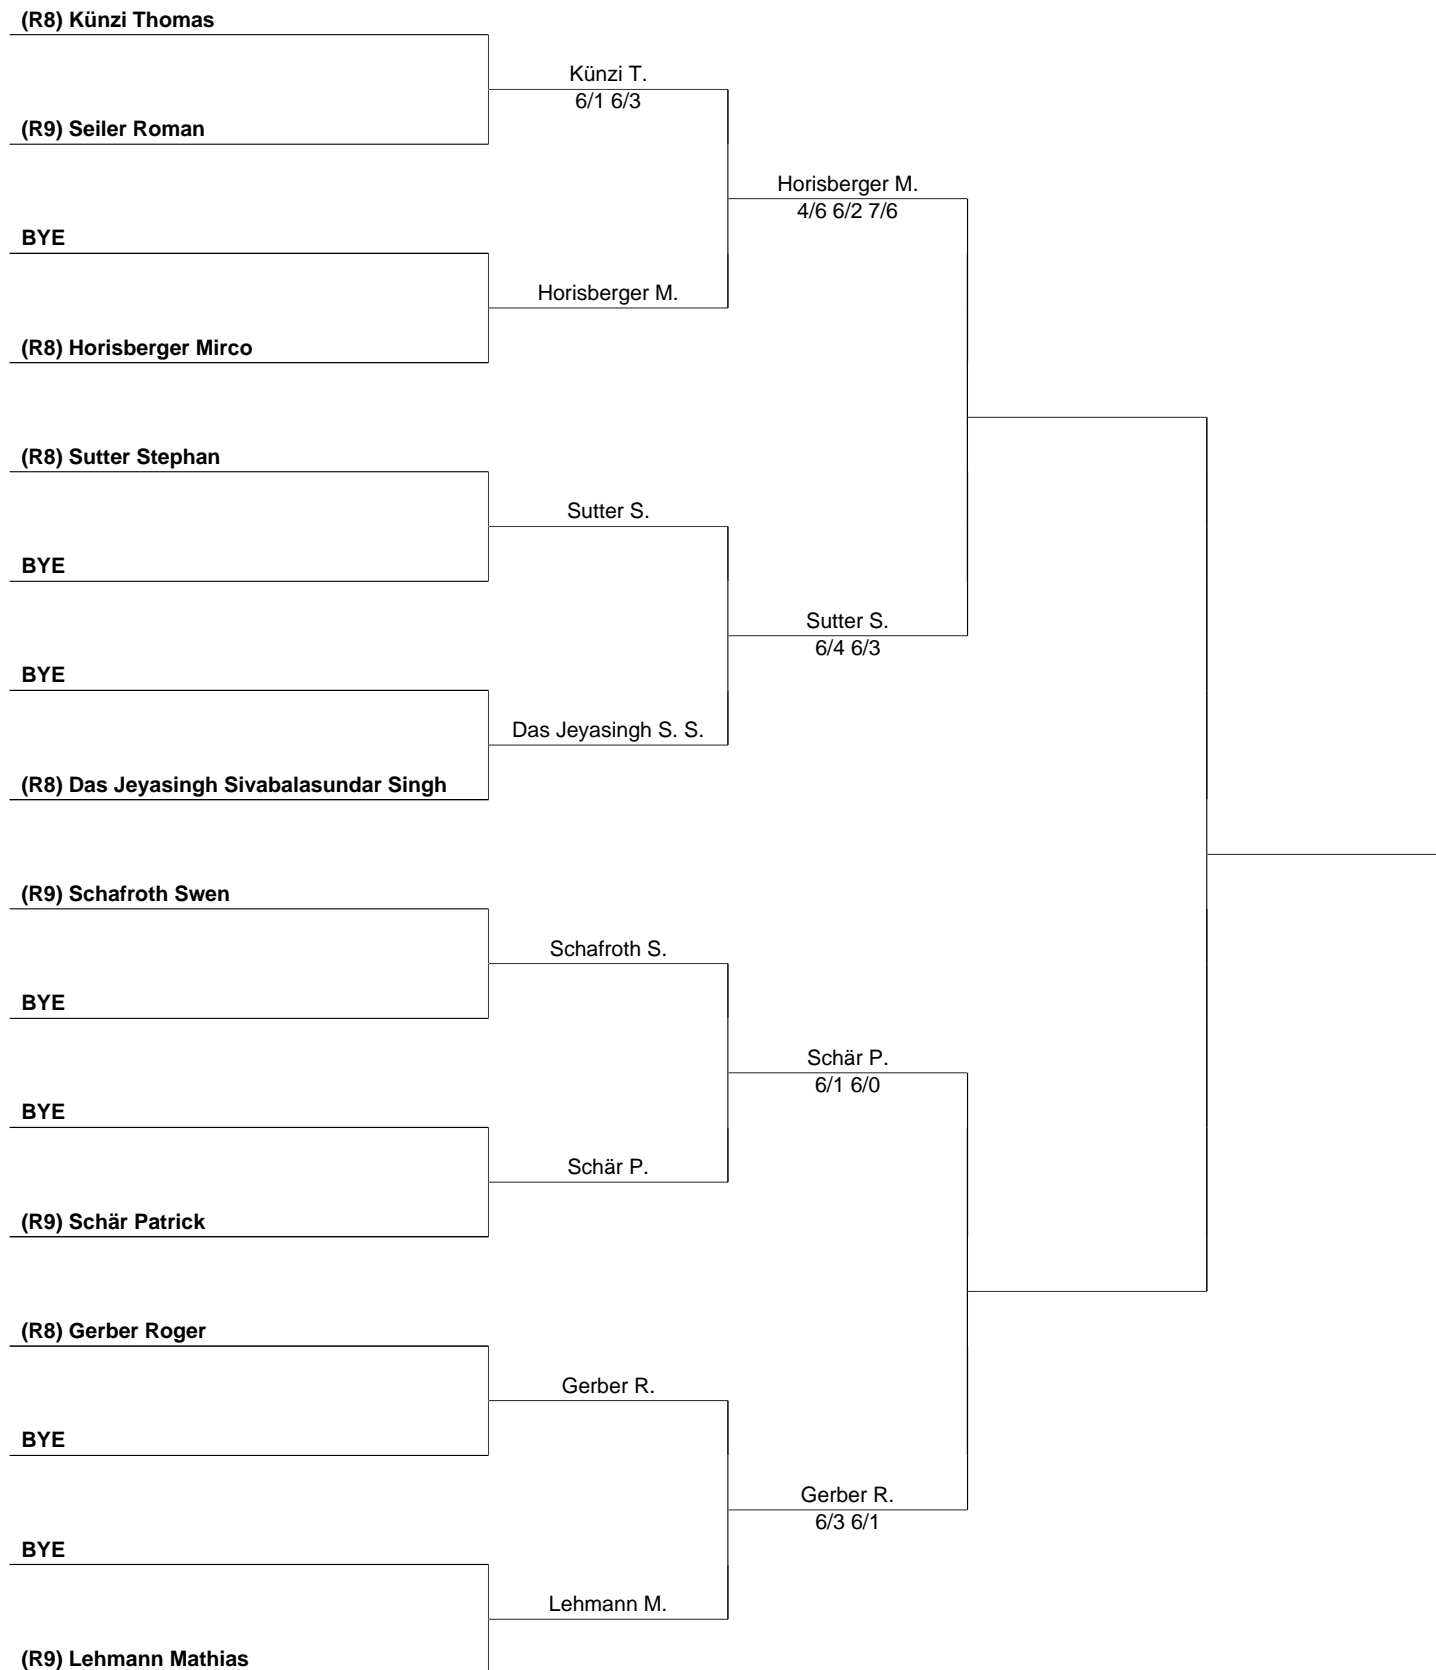 (R8) Künzi Thomas
Künzi T.
6/1 6/3
(R9) Seiler Roman
Horisberger M.
4/6 6/2 7/6
BYE
Horisberger M.
(R8) Horisberger Mirco
(R8) Sutter Stephan
Sutter S.
BYE
Sutter S.
6/4 6/3
BYE
Das Jeyasingh S. S.
(R8) Das Jeyasingh Sivabalasundar Singh
(R9) Schafroth Swen
Schafroth S.
BYE
Schär P.
6/1 6/0
BYE
Schär P.
(R9) Schär Patrick
(R8) Gerber Roger
Gerber R.
BYE
Gerber R.
6/3 6/1
BYE
Lehmann M.
(R9) Lehmann Mathias